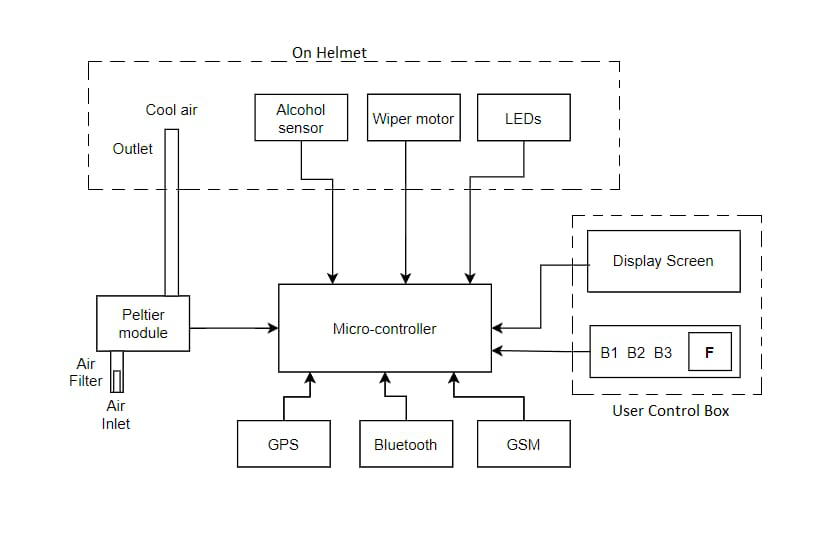 On Helmet
Cool air
Outlet
Alcohol
sensor
Wiper motor
LEDs
Display Screen
Peltier
module
Micro-controller
B1 B2 B3 F
Air
Filter
Air
Inlet
User Control Box
GPS
Bluetooth
GSM